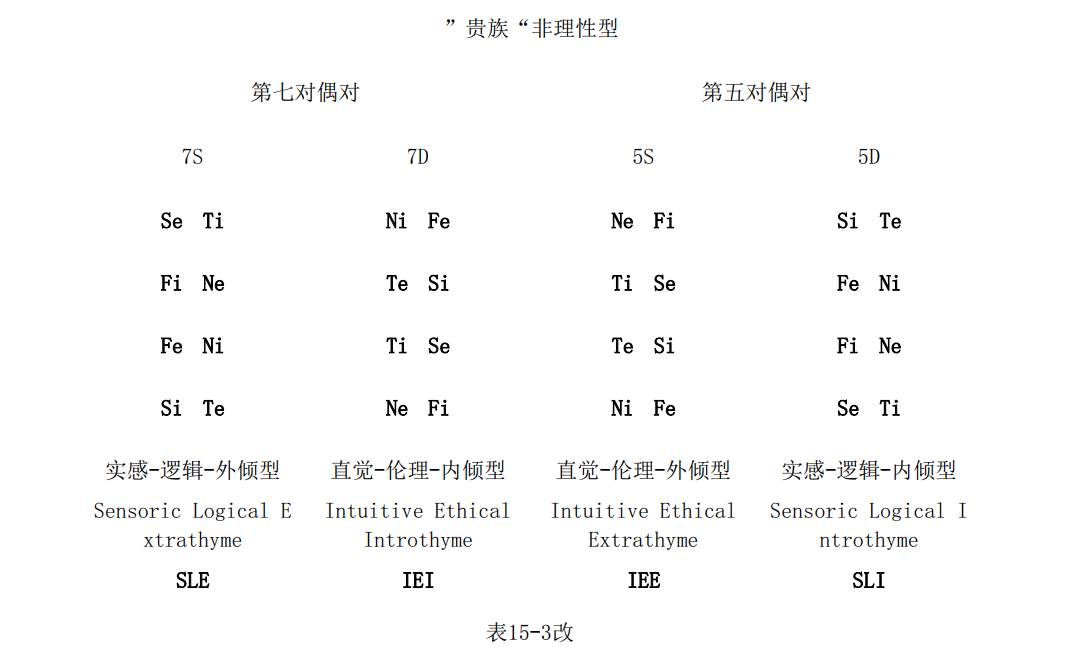 ”贵族“非理性型
第七对偶对 第五对偶对
7S 7D 5S 5D
Se Ti Ni Fe Ne Fi Si Te
Fi Ne Te Si Ti Se Fe Ni
Fe Ni Ti Se Te Si Fi Ne
Si Te Ne Fi Ni Fe Se Ti
实感-逻辑-外倾型 直觉-伦理-内倾型 直觉-伦理-外倾型 实感-逻辑-内倾型
Sensoric Logical E Intuitive Ethical Intuitive Ethical Sensoric Logical I
xtrathyme Introthyme Extrathyme ntrothyme
SLE IEI IEE SLI
表15-3改